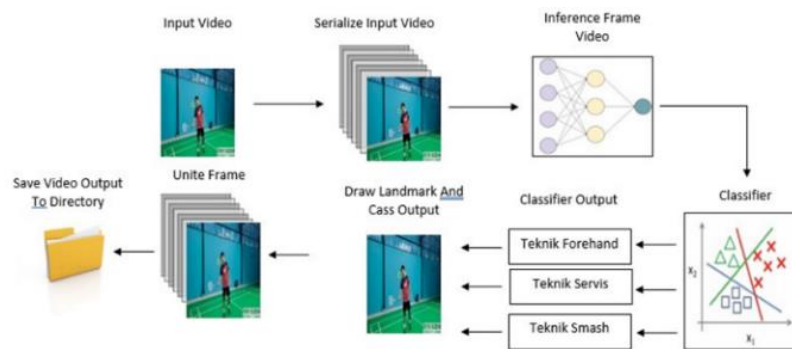 Input Video
Serialize Input Video
Inference Frame
Video
Save Video Output
To Directory
Unite Frame
Draw Landmark And
Cass Output
Classifier Output
Classifier
Teknik Forehand
Teknik Servis
Teknik Smash
X2
X1